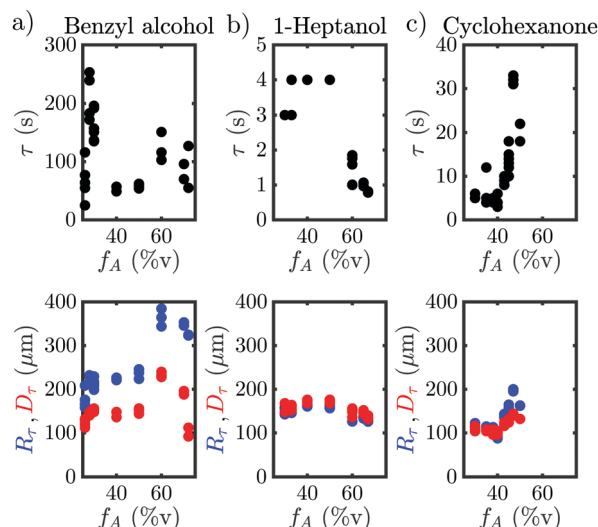 a) Benzyl alcohol
b) 1-Heptanol
c) Cyclohexanone
τ (s)
300
200
100
0
40 60
f_A (%v)
τ (s)
5
4
3
2
1
0
40 60
f_A (%v)
τ (s)
40
30
20
10
0
40 60
f_A (%v)
R_τ, D_τ (μm)
400
300
200
100
0
40 60
f_A (%v)
R_τ, D_τ (μm)
400
300
200
100
0
40 60
f_A (%v)
R_τ, D_τ (μm)
400
300
200
100
0
40 60
f_A (%v)